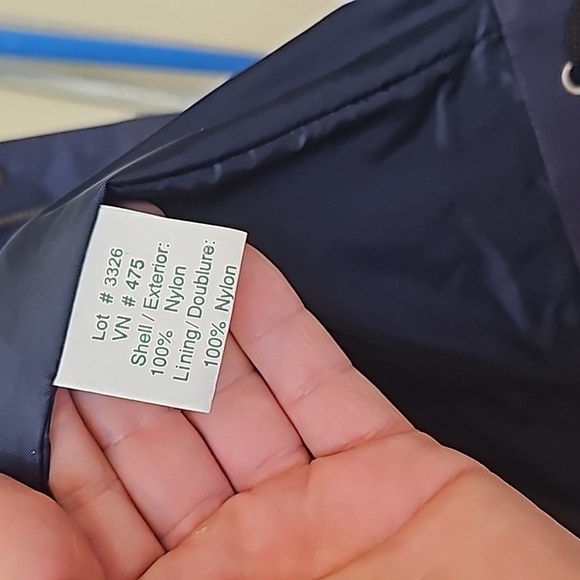 Lot # 3326
VN # 475
Shell / Exterior:
100% Nylon
Lining/Doublure:
100% Nylon